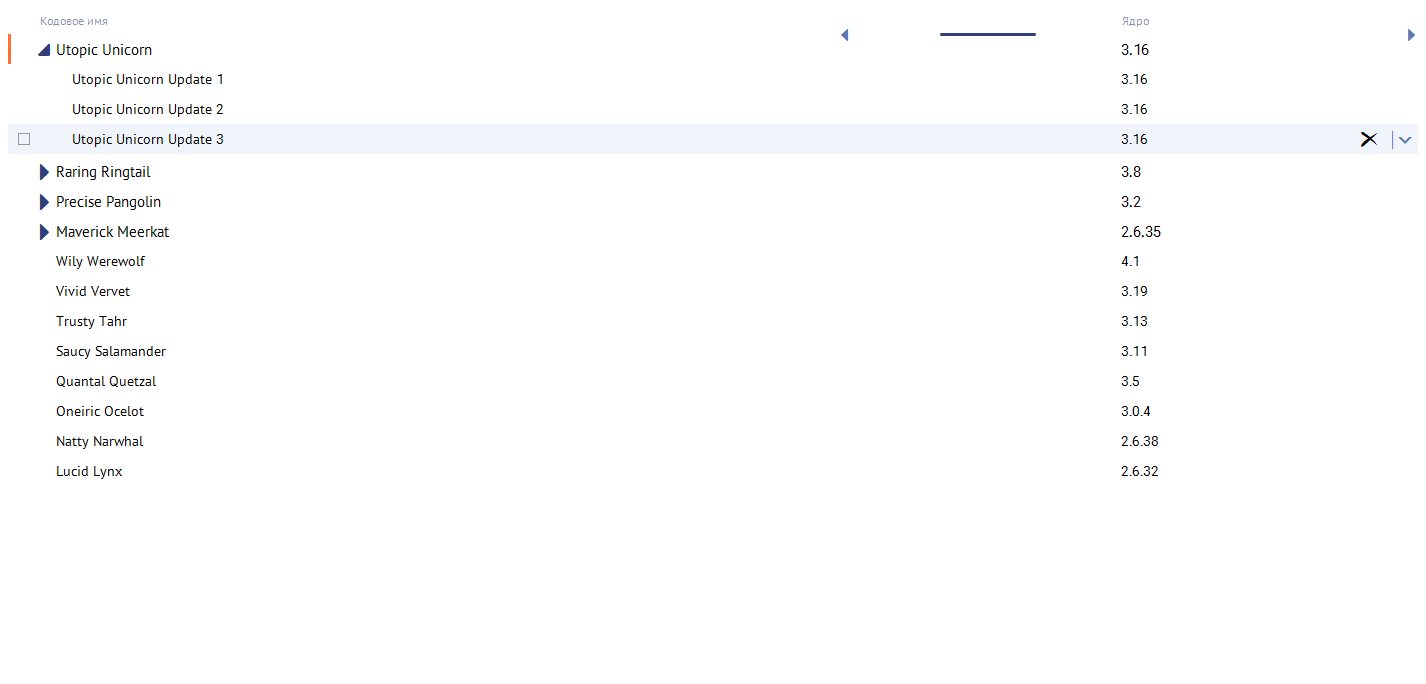 Кодовое имя Ядро
Utopic Unicorn 3.16
Utopic Unicorn Update 1 3.16
Utopic Unicorn Update 2 3.16
Utopic Unicorn Update 3 3.16
Raring Ringtail 3.8
Precise Pangolin 3.2
Maverick Meerkat 2.6.35
Wily Werewolf 4.1
Vivid Vervet 3.19
Trusty Tahr 3.13
Saucy Salamander 3.11
Quantal Quetzal 3.5
Oneiric Ocelot 3.0.4
Natty Narwhal 2.6.38
Lucid Lynx 2.6.32